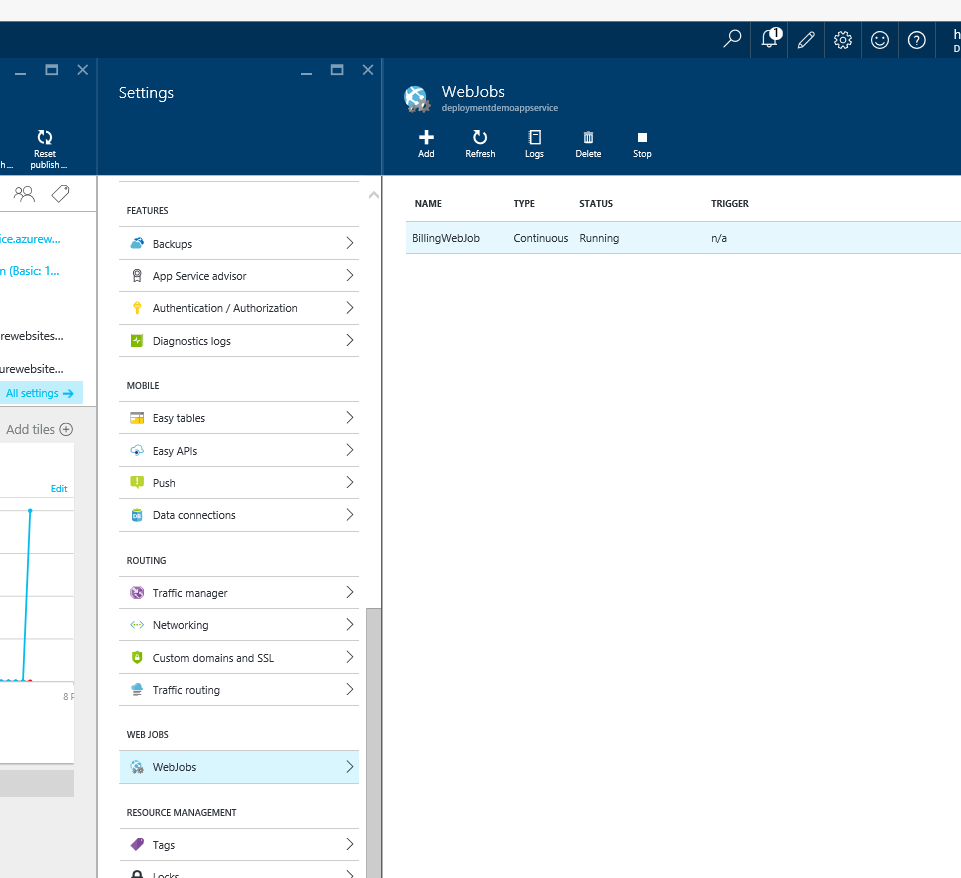 1
h
D
Reset
publish...
h...
ice.azurew...
n (Basic: 1...
rewebsites...
urewebsite...
All settings
Add tiles
Edit
8 P
Settings
FEATURES
Backups
App Service advisor
Authentication / Authorization
Diagnostics logs
MOBILE
Easy tables
Easy APIs
Push
Data connections
ROUTING
Traffic manager
Networking
Custom domains and SSL
Traffic routing
WEB JOBS
WebJobs
RESOURCE MANAGEMENT
Tags
Locks
WebJobs
deploymentdemoappservice
Add Refresh Logs Delete Stop
NAME TYPE STATUS TRIGGER
BillingWebJob Continuous Running n/a